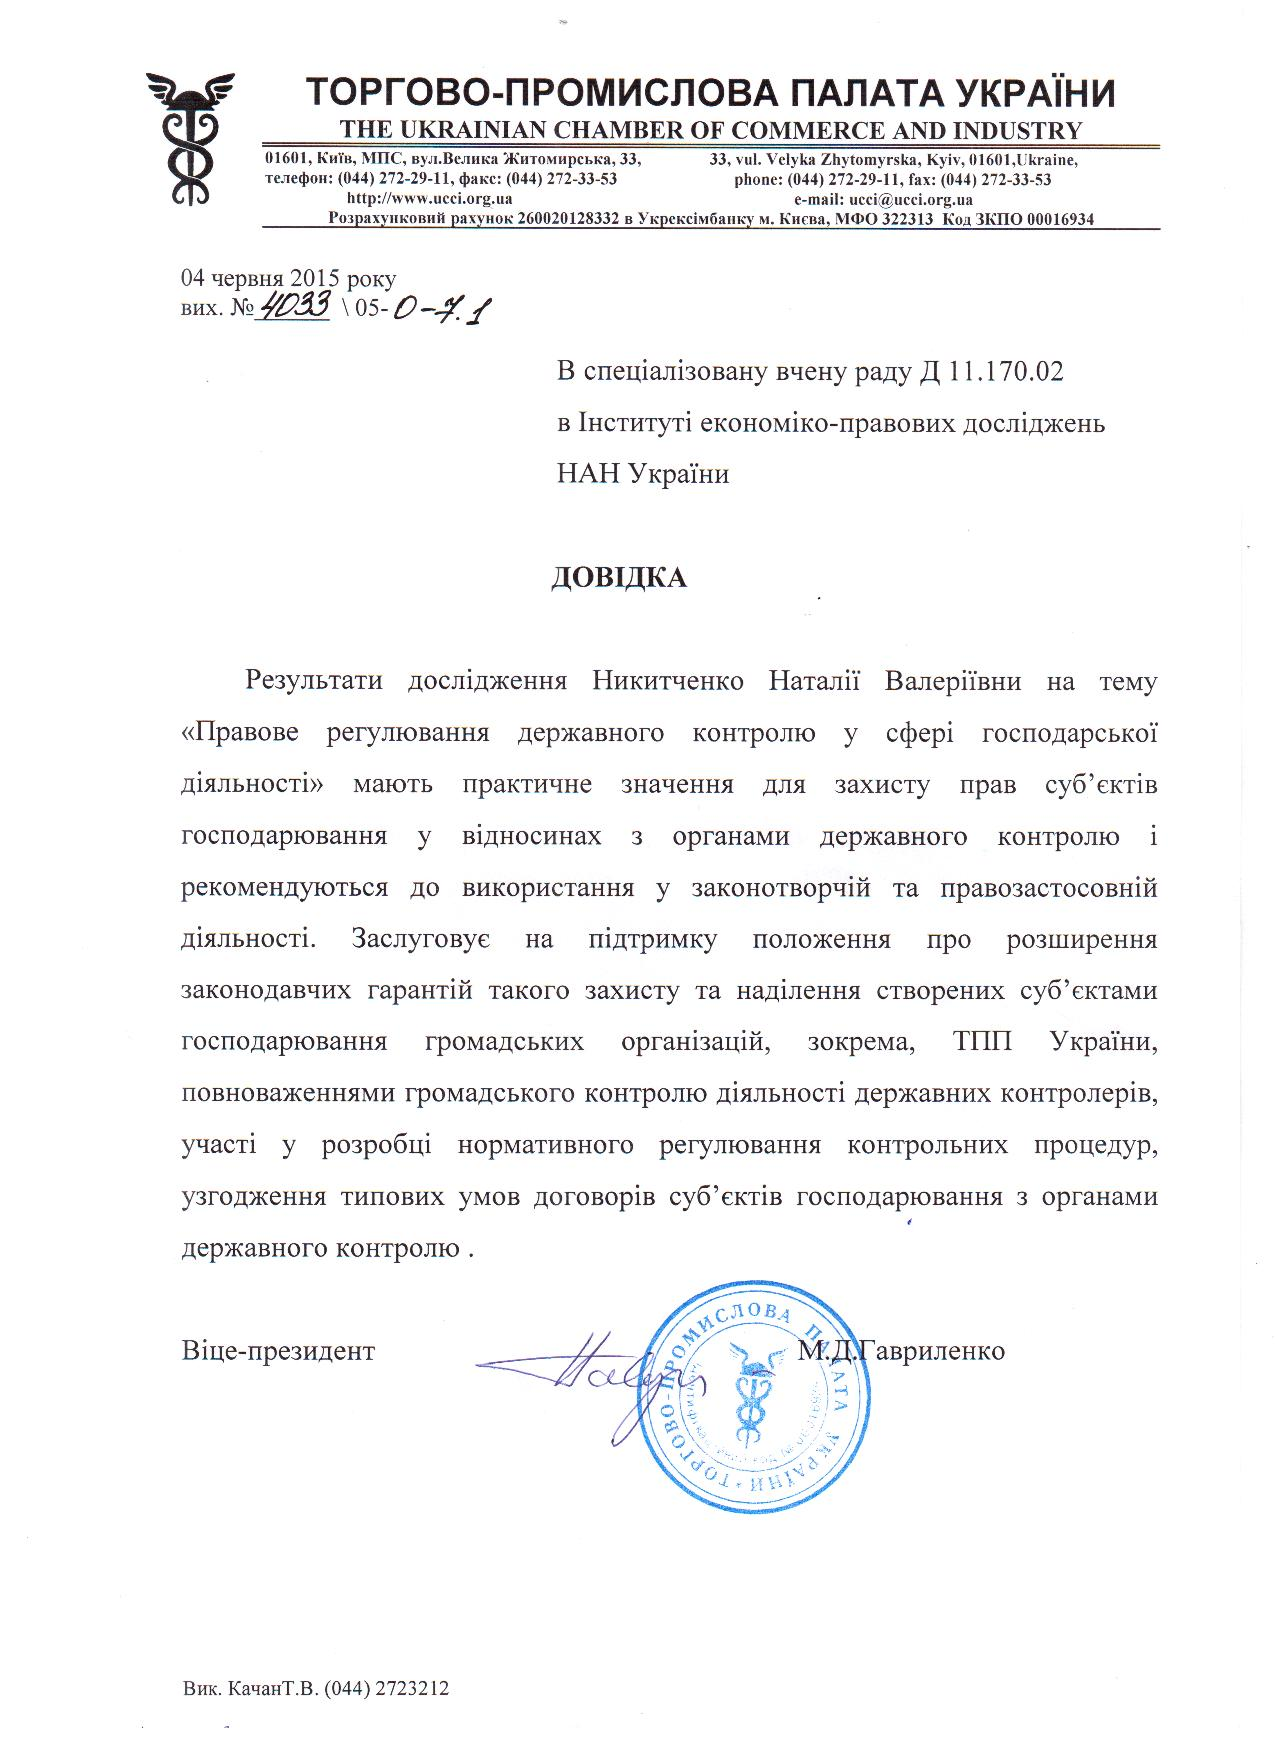 ТОРГОВО-ПРОМИСЛОВА ПАЛАТА УКРАЇНИ
THE UKRAINIAN CHAMBER OF COMMERCE AND INDUSTRY
01601, Київ, МПС, вул.Велика Житомирська, 33,
телефон: (044) 272-29-11, факс: (044) 272-33-53
http://www.ucci.org.ua
33, vul. Velyka Zhytomyrska, Kyiv, 01601,Ukraine,
phone: (044) 272-29-11, fax: (044) 272-33-53
e-mail: ucci@ucci.org.ua
Розрахунковий рахунок 260020128332 в Укрексімбанку м. Києва, МФО 322313 Код ЗКПО 00016934
04 червня 2015 року
вих. № 4033 \ 05- 0-7.1
В спеціалізовану вчену раду Д 11.170.02
в Інституті економіко-правових досліджень
НАН України
ДОВІДКА
Результати дослідження Никитченко Наталії Валеріївни на тему
«Правове регулювання державного контролю у сфері господарської
діяльності» мають практичне значення для захисту прав суб’єктів
господарювання у відносинах з органами державного контролю і
рекомендуються до використання у законотворчій та правозастосовній
діяльності. Заслуговує на підтримку положення про розширення
законодавчих гарантій такого захисту та наділення створених суб’єктами
господарювання громадських організацій, зокрема, ТПП України,
повноваженнями громадського контролю діяльності державних контролерів,
участі у розробці нормативного регулювання контрольних процедур,
узгодження типових умов договорів суб’єктів господарювання з органами
державного контролю .
Віце-президент М.Д.Гавриленко
ТОРГОВО-ПРОМИСЛОВА ПАЛАТА УКРАЇНИ
Вик. КачанТ.В. (044) 2723212